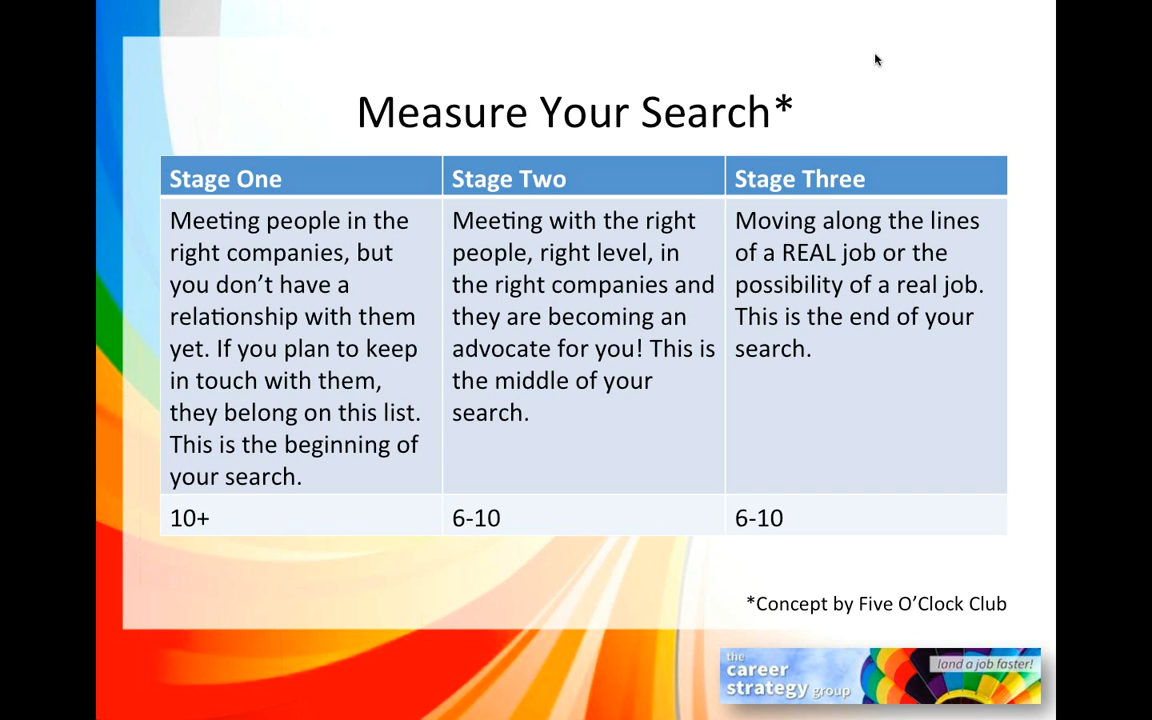 Measure Your Search*
Stage One
Stage Two
Stage Three
Meeting people in the
right companies, but
you don’t have a
relationship with them
yet. If you plan to keep
in touch with them,
they belong on this list.
This is the beginning of
your search.
Meeting with the right
people, right level, in
the right companies and
they are becoming an
advocate for you! This is
the middle of your
search.
Moving along the lines
of a REAL job or the
possibility of a real job.
This is the end of your
search.
10+
6-10
6-10
*Concept by Five O’Clock Club
the
career
strategy group
land a job faster!